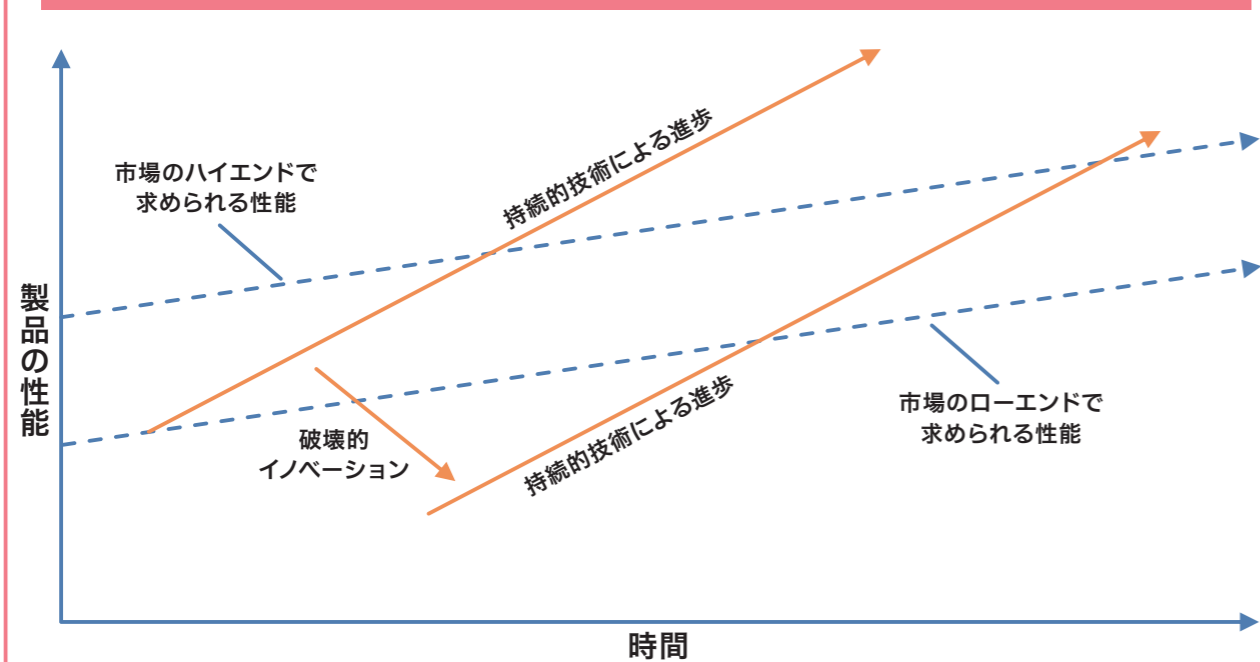 持続的技術による進歩
市場のハイエンドで
求められる性能
製品の性能
破壊的
イノベーション
持続的技術による進歩
市場のローエンドで
求められる性能
時間